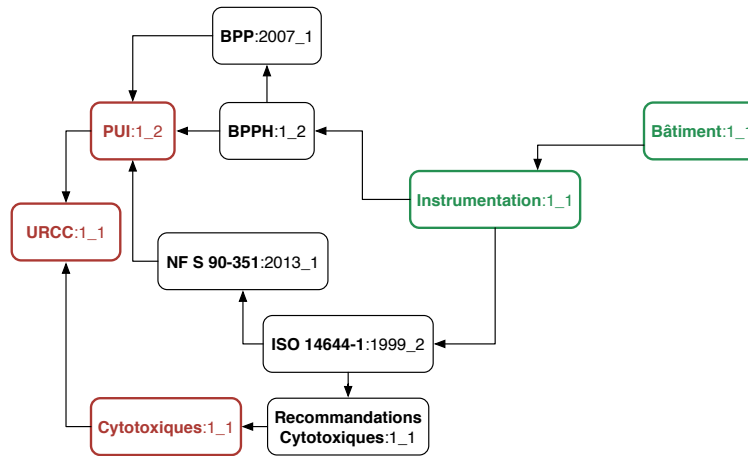 BPP:2007_1
PUI:1_2
BPPH:1_2
Bâtiment:1_1
Instrumentation:1_1
URCC:1_1
NF S 90-351:2013_1
ISO 14644-1:1999_2
Cytotoxiques:1_1
Recommandations
Cytotoxiques:1_1